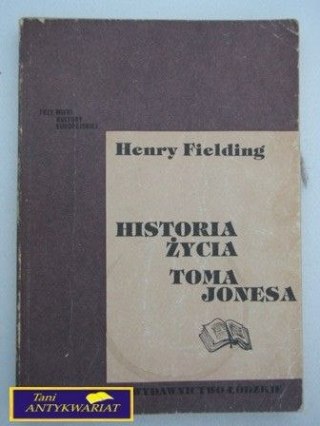 Henry Fielding
HISTORIA
ŻYCIA
TOMA
JONESA
WYDAWNICTWO ŁÓDZKIE
Tani
ANTYKWARIAT